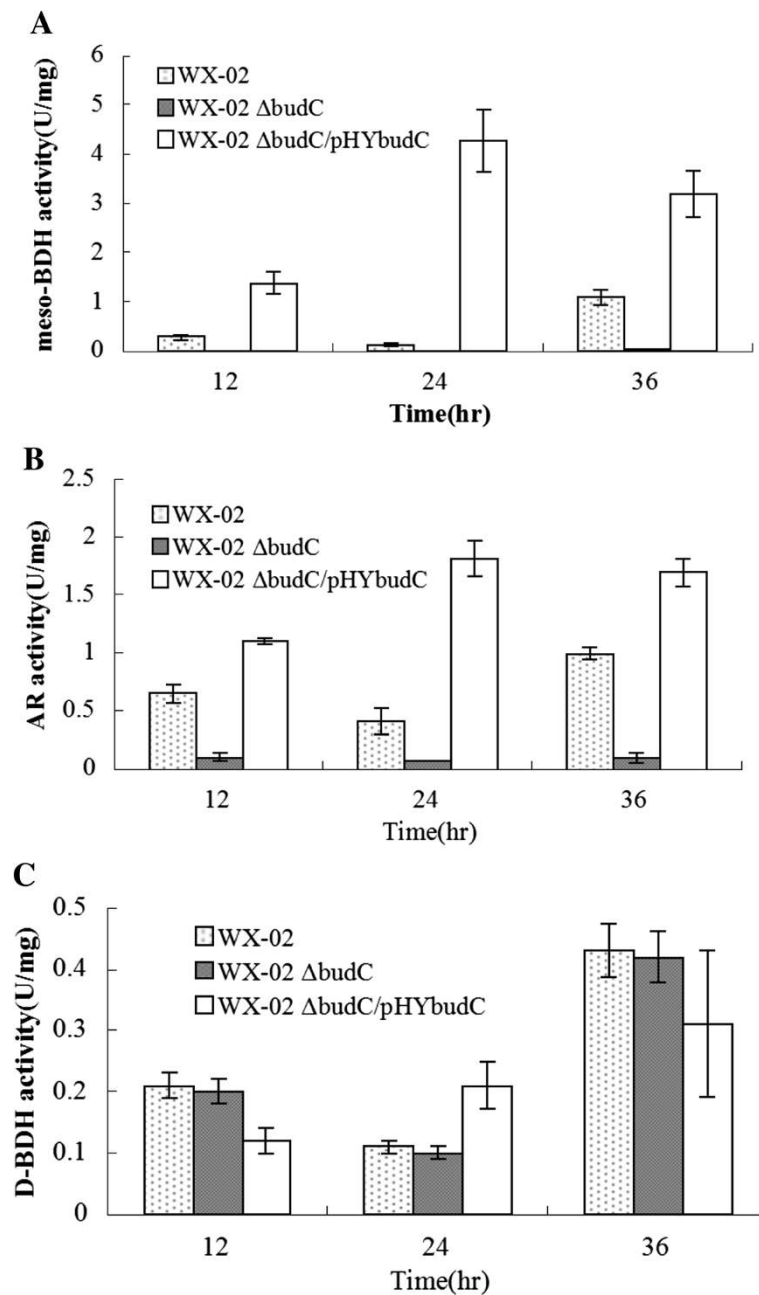 A
meso-BDH activity(U/mg)
6
5
4
3
2
1
0
WX-02
WX-02 ΔbudC
WX-02 ΔbudC/pHYbudC
12 24 36
Time(hr)
B
AR activity(U/mg)
2.5
2
1.5
1
0.5
0
WX-02
WX-02 ΔbudC
WX-02 ΔbudC/pHYbudC
12 24 36
Time(hr)
C
D-BDH activity(U/mg)
0.5
0.4
0.3
0.2
0.1
0
WX-02
WX-02 ΔbudC
WX-02 ΔbudC/pHYbudC
12 24 36
Time(hr)